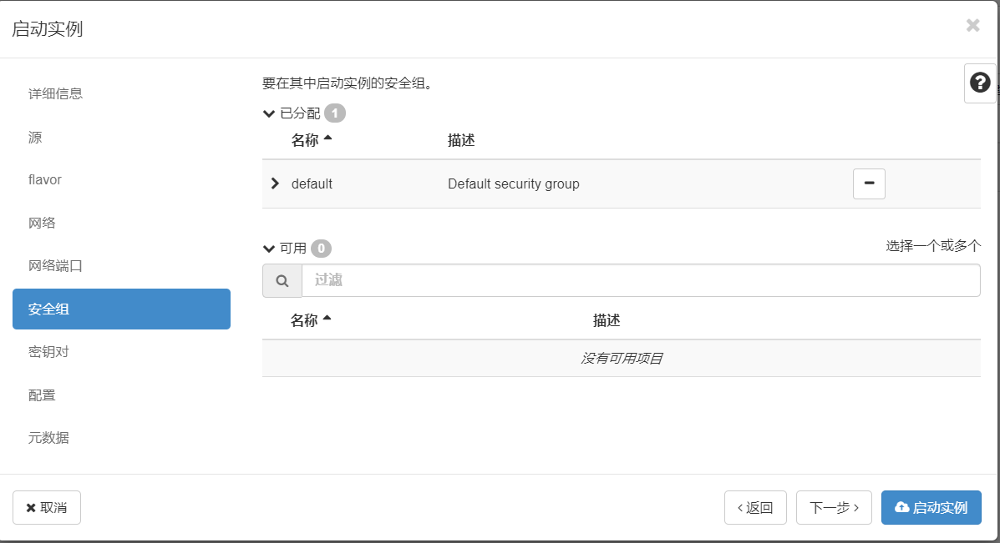 启动实例
详细信息
源
flavor
网络
网络端口
安全组
密钥对
配置
元数据
要在其中启动实例的安全组。
已分配 1
名称 描述
default Default security group
可用 0 选择一个或多个
过滤
名称 描述
没有可用项目
取消 返回 下一步 启动实例